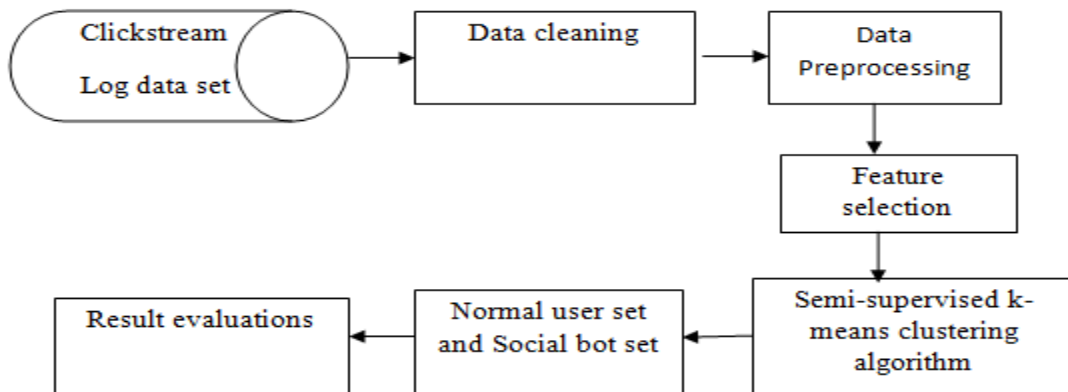 Clickstream
Log data set
Data cleaning
Data
Preprocessing
Feature
selection
Semi-supervised k-
means clustering
algorithm
Normal user set
and Social bot set
Result evaluations